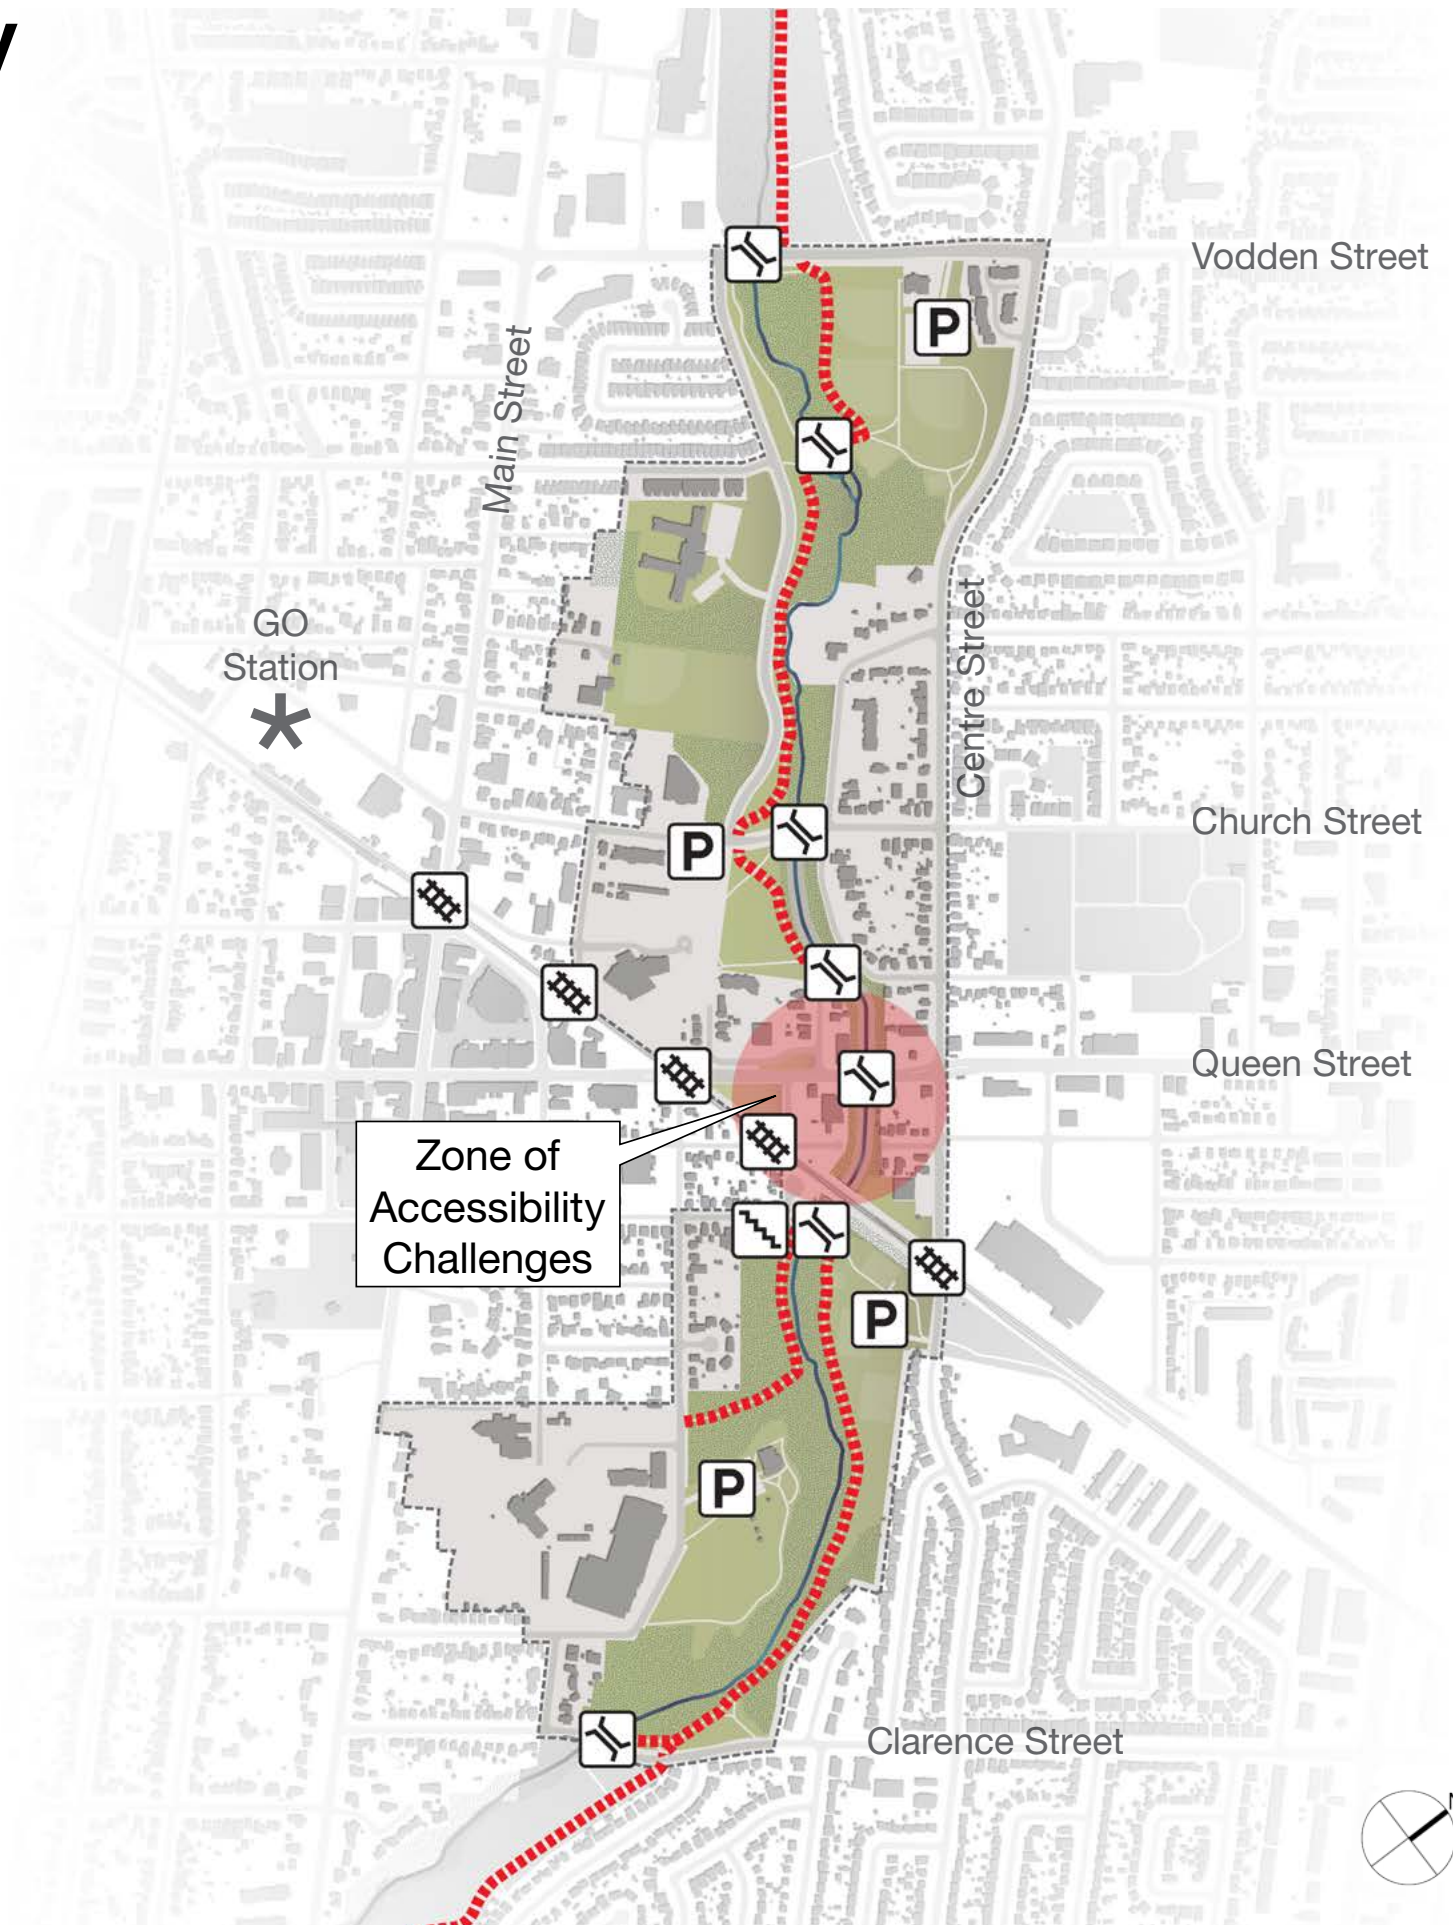 y
Vodden Street
P
Main Street
GO
Station
Centre Street
Church Street
P
Queen Street
Zone of
Accessibility
Challenges
P
P
Clarence Street
N